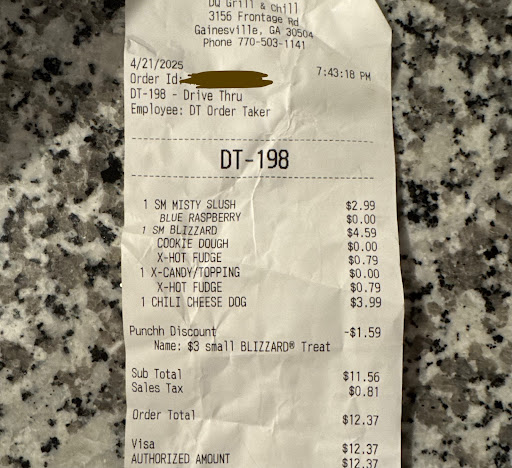 DQ Grill & Chill
3156 Frontage Rd
Gainesville, GA 30504
Phone 770-503-1141
4/21/2025 7:43:18 PM
Order Id:
DT-198 - Drive Thru
Employee: DT Order Taker
DT-198
1 SM MISTY SLUSH $2.99
BLUE RASPBERRY $0.00
1 SM BLIZZARD $4.59
COOKIE DOUGH $0.00
X-HOT FUDGE $0.79
1 X-CANDY/TOPPING $0.00
X-HOT FUDGE $0.79
1 CHILI CHEESE DOG $3.99
Punchh Discount -$1.59
Name: $3 small BLIZZARD® Treat
Sub Total $11.56
Sales Tax $0.81
Order Total $12.37
Visa $12.37
AUTHORIZED AMOUNT $12.37